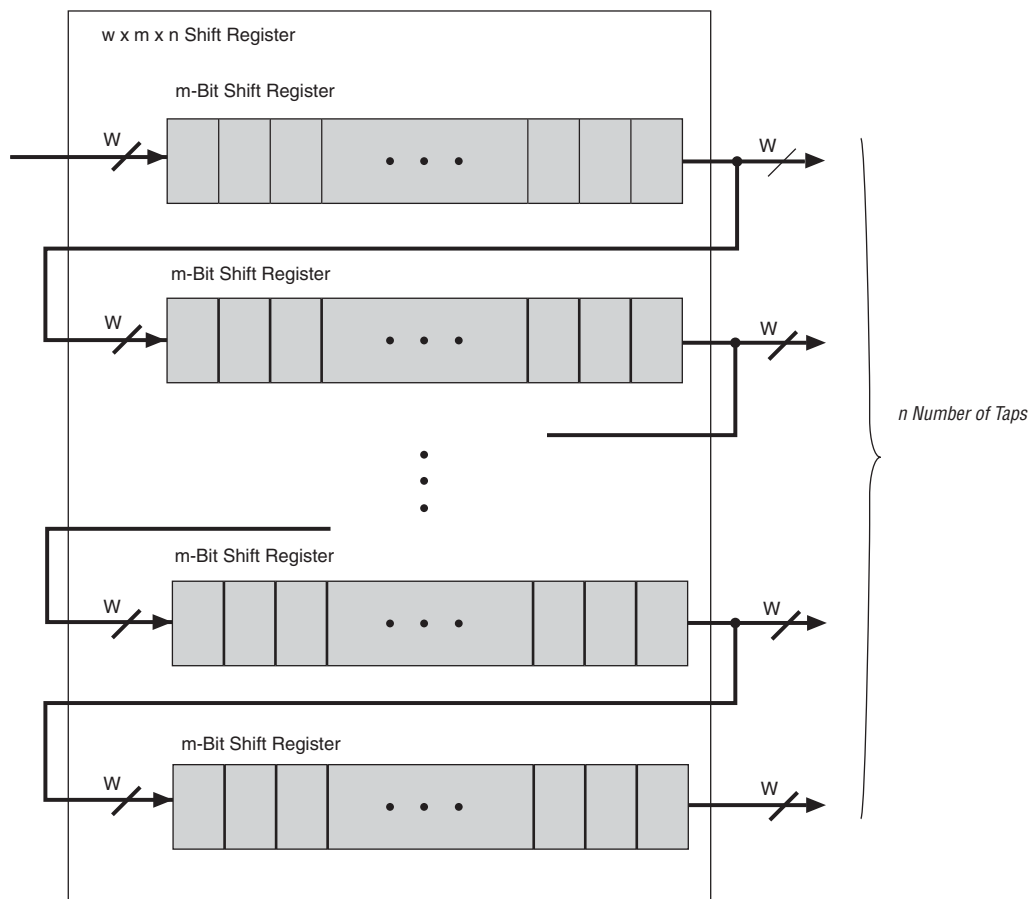 w x m x n Shift Register
m-Bit Shift Register
W
W
m-Bit Shift Register
W
W
n Number of Taps
m-Bit Shift Register
W
W
m-Bit Shift Register
W
W